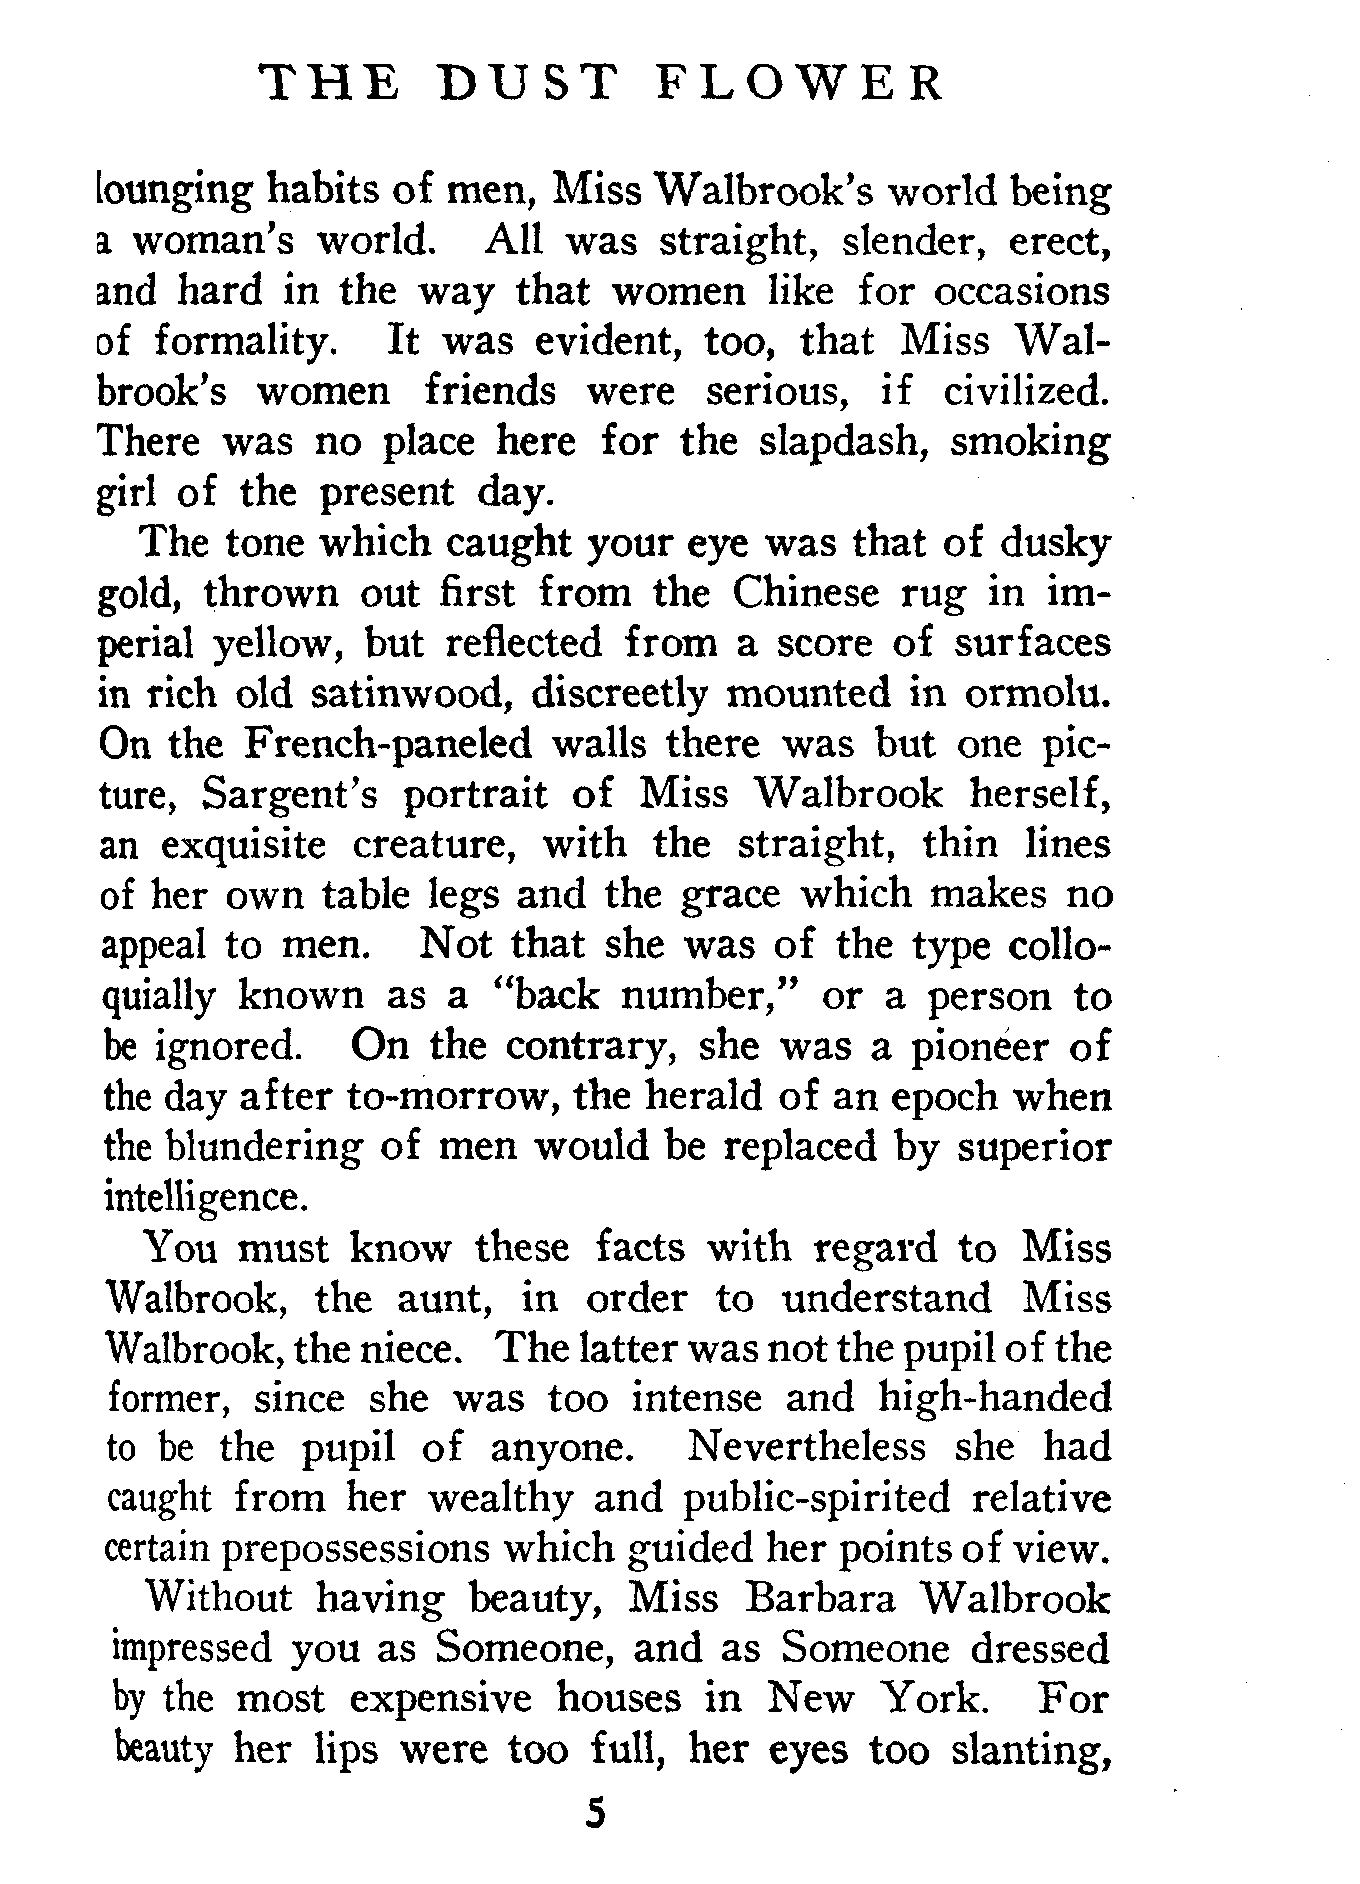 THE DUST FLOWER
lounging habits of men, Miss Walbrook's world being
a woman's world. All was straight, slender, erect,
and hard in the way that women like for occasions
of formality. It was evident, too, that Miss Wal-
brook's women friends were serious, if civilized.
There was no place here for the slapdash, smoking
girl of the present day.
The tone which caught your eye was that of dusky
gold, thrown out first from the Chinese rug in im-
perial yellow, but reflected from a score of surfaces
in rich old satinwood, discreetly mounted in ormolu.
On the French-paneled walls there was but one pic-
ture, Sargent's portrait of Miss Walbrook herself,
an exquisite creature, with the straight, thin lines
of her own table legs and the grace which makes no
appeal to men. Not that she was of the type collo-
quially known as a "back number," or a person to
be ignored. On the contrary, she was a pioneer of
the day after to-morrow, the herald of an epoch when
the blundering of men would be replaced by superior
intelligence.
You must know these facts with regard to Miss
Walbrook, the aunt, in order to understand Miss
Walbrook, the niece. The latter was not the pupil of the
former, since she was too intense and high-handed
to be the pupil of anyone. Nevertheless she had
caught from her wealthy and public-spirited relative
certain prepossessions which guided her points of view.
Without having beauty, Miss Barbara Walbrook
impressed you as Someone, and as Someone dressed
by the most expensive houses in New York. For
beauty her lips were too full, her eyes too slanting,
5